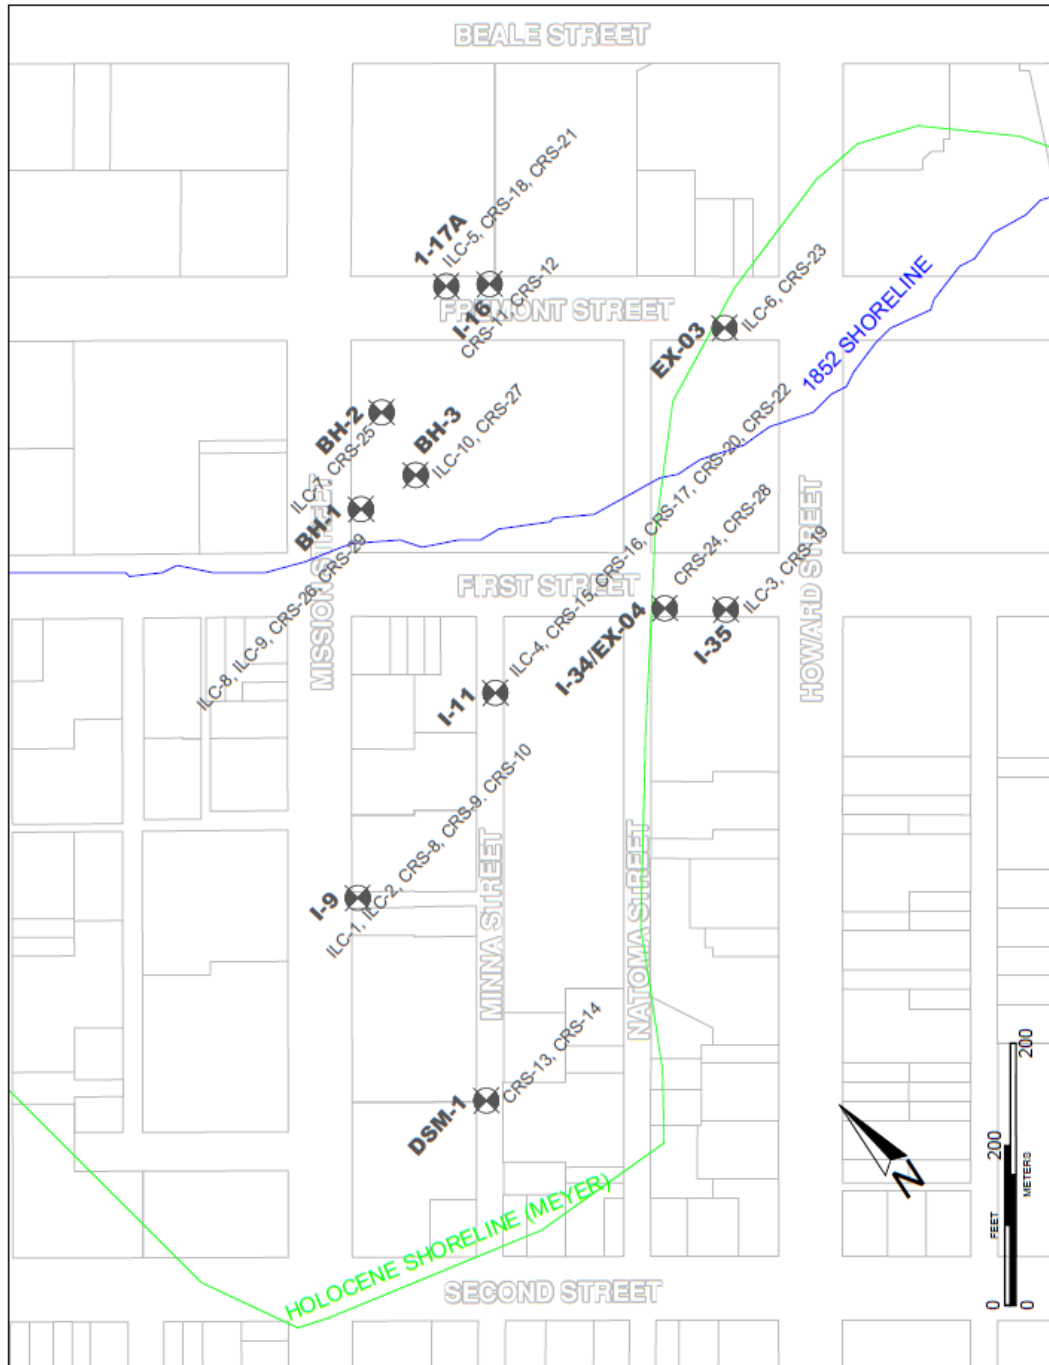 BEALE STREET
1-17A
ILC-5, CRS-18, CRS-21
I-16
CRS-11, CRS-12
FREMONT STREET
EX-03
ILC-6, CRS-23
1852 SHORELINE
BH-2
ILC-7, CRS-25
BH-3
ILC-10, CRS-27
BH-1
ILC-8, ILC-9, CRS-26, CRS-29
MISSION STREET
FIRST STREET
HOWARD STREET
I-11
ILC-4, CRS-15, CRS-16, CRS-17, CRS-20, CRS-22
I-34/EX-04
CRS-24, CRS-28
I-35
ILC-3, CRS-19
I-9
ILC-1, ILC-2, CRS-8, CRS-9. CRS-10
MINNA STREET
NATOMA STREET
DSM-1
CRS-13, CRS-14
HOLOCENE SHORELINE (MEYER)
SECOND STREET
N
0 FEET 200
0 METERS 200